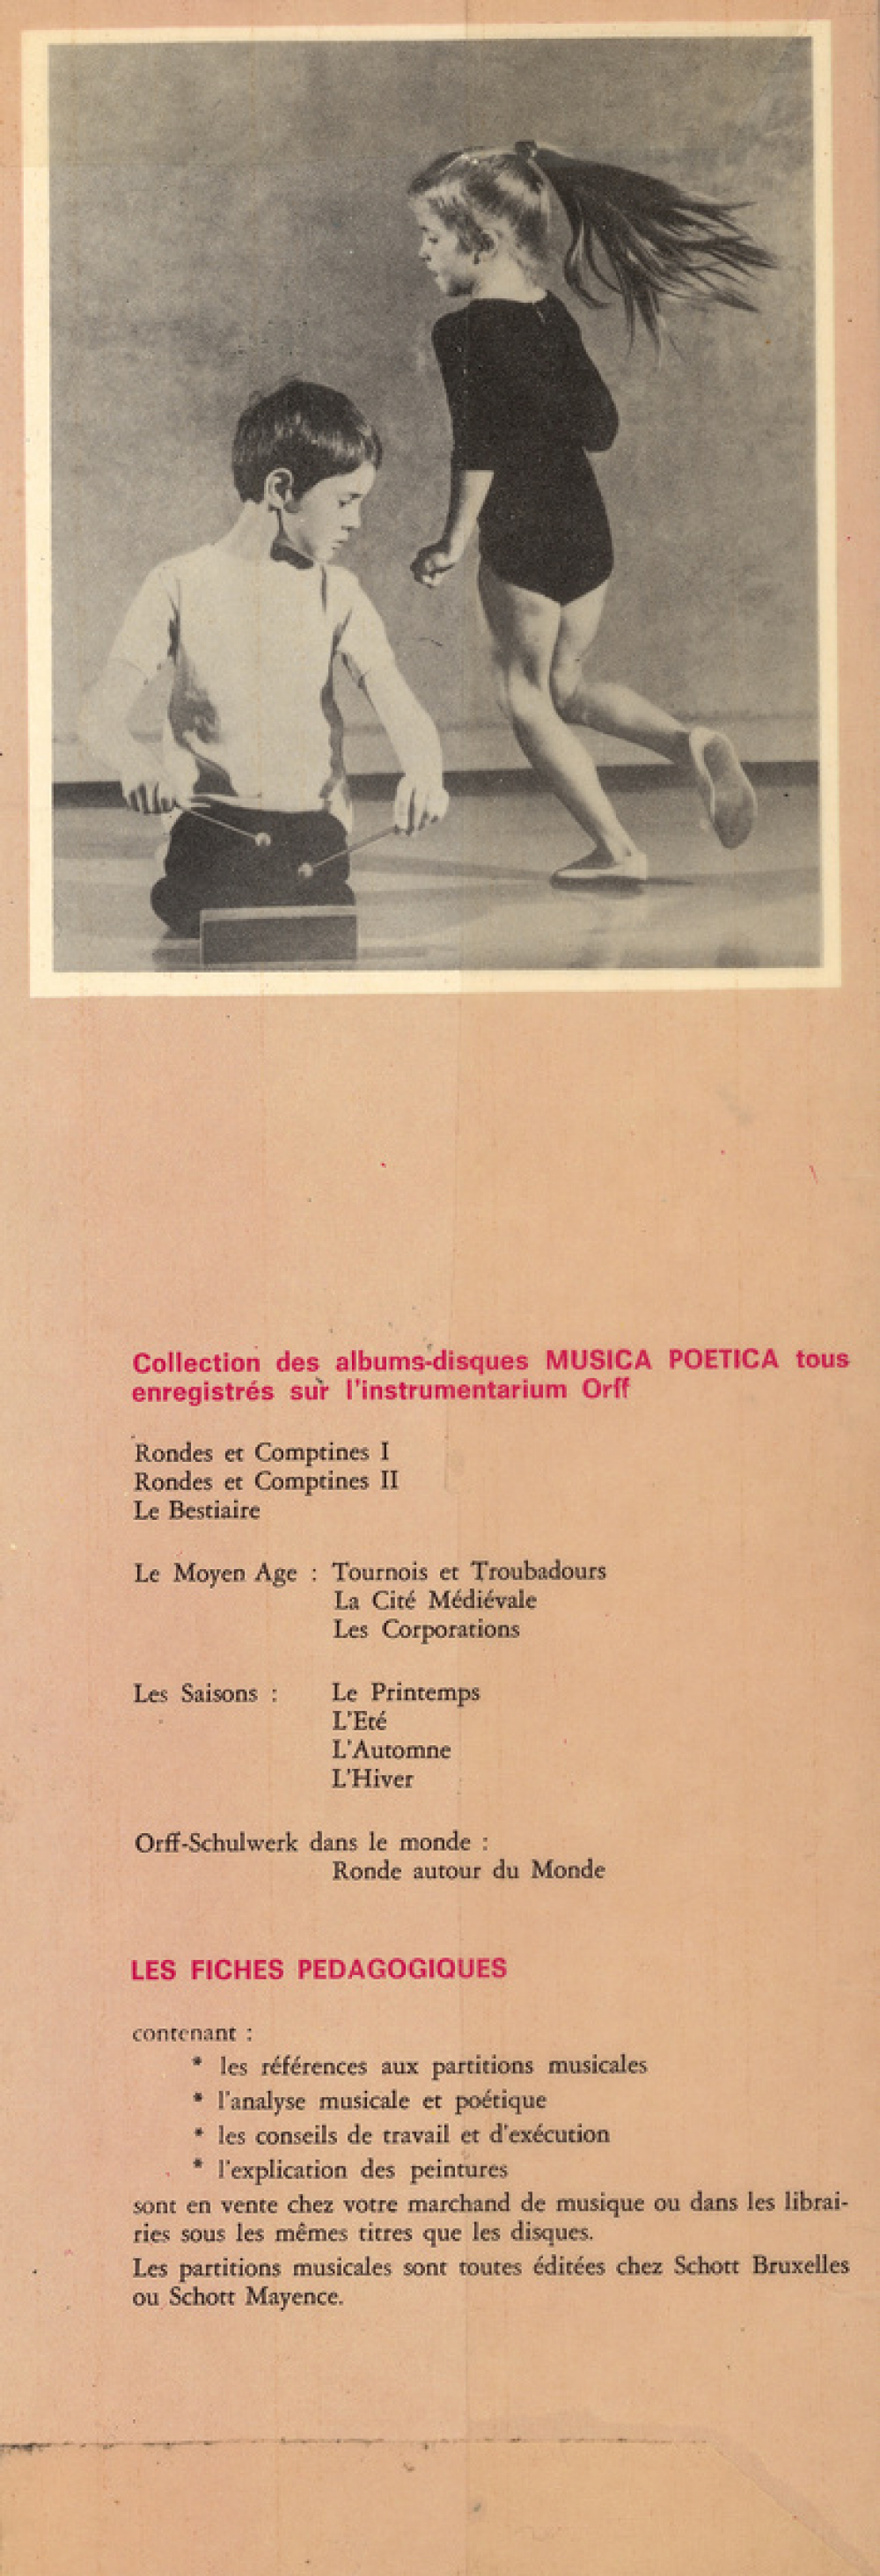 Collection des albums-disques MUSICA POETICA tous
enregistrés sur l'instrumentarium Orff
Rondes et Comptines I
Rondes et Comptines II
Le Bestiaire
Le Moyen Age : Tournois et Troubadours
La Cité Médiévale
Les Corporations
Les Saisons : Le Printemps
L'Eté
L'Automne
L'Hiver
Orff-Schulwerk dans le monde :
Ronde autour du Monde
LES FICHES PEDAGOGIQUES
contenant :
* les références aux partitions musicales
* l'analyse musicale et poétique
* les conseils de travail et d'exécution
* l'explication des peintures
sont en vente chez votre marchand de musique ou dans les librai-
ries sous les mêmes titres que les disques.
Les partitions musicales sont toutes éditées chez Schott Bruxelles
ou Schott Mayence.